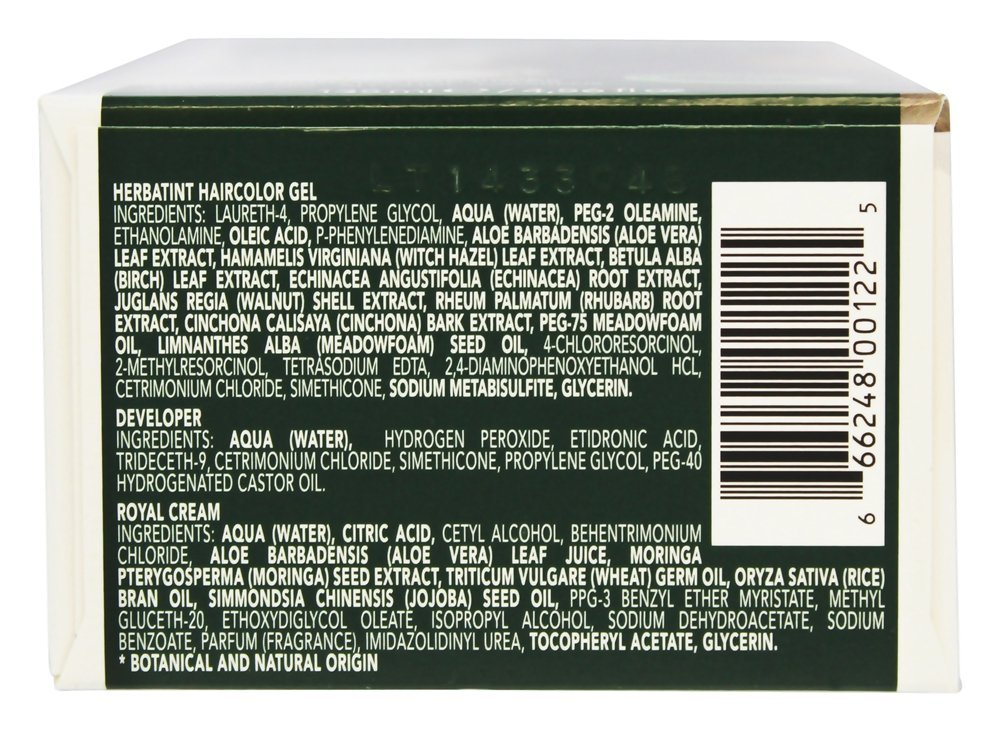 135 ml ℮ / 4,56 fl oz
LT1433 46
HERBATINT HAIRCOLOR GEL
INGREDIENTS: LAURETH-4, PROPYLENE GLYCOL, AQUA (WATER), PEG-2 OLEAMINE,
ETHANOLAMINE, OLEIC ACID, P-PHENYLENEDIAMINE, ALOE BARBADENSIS (ALOE VERA)
LEAF EXTRACT, HAMAMELIS VIRGINIANA (WITCH HAZEL) LEAF EXTRACT, BETULA ALBA
(BIRCH) LEAF EXTRACT, ECHINACEA ANGUSTIFOLIA (ECHINACEA) ROOT EXTRACT,
JUGLANS REGIA (WALNUT) SHELL EXTRACT, RHEUM PALMATUM (RHUBARB) ROOT
EXTRACT, CINCHONA CALISAYA (CINCHONA) BARK EXTRACT, PEG-75 MEADOWFOAM
OIL, LIMNANTHES ALBA (MEADOWFOAM) SEED OIL, 4-CHLORORESORCINOL,
2-METHYLRESORCINOL, TETRASODIUM EDTA, 2,4-DIAMINOPHENOXYETHANOL HCL,
CETRIMONIUM CHLORIDE, SIMETHICONE, SODIUM METABISULFITE, GLYCERIN.
DEVELOPER
INGREDIENTS: AQUA (WATER), HYDROGEN PEROXIDE, ETIDRONIC ACID,
TRIDECETH-9, CETRIMONIUM CHLORIDE, SIMETHICONE, PROPYLENE GLYCOL, PEG-40
HYDROGENATED CASTOR OIL.
ROYAL CREAM
INGREDIENTS: AQUA (WATER), CITRIC ACID, CETYL ALCOHOL, BEHENTRIMONIUM
CHLORIDE, ALOE BARBADENSIS (ALOE VERA) LEAF JUICE, MORINGA
PTERYGOSPERMA (MORINGA) SEED EXTRACT, TRITICUM VULGARE (WHEAT) GERM OIL, ORYZA SATIVA (RICE)
BRAN OIL, SIMMONDSIA CHINENSIS (JOJOBA) SEED OIL, PPG-3 BENZYL ETHER MYRISTATE, METHYL
GLUCETH-20, ETHOXYDIGLYCOL OLEATE, ISOPROPYL ALCOHOL, SODIUM DEHYDROACETATE, SODIUM
BENZOATE, PARFUM (FRAGRANCE), IMIDAZOLIDINYL UREA, TOCOPHERYL ACETATE, GLYCERIN.
* BOTANICAL AND NATURAL ORIGIN
6 66248 00122 5